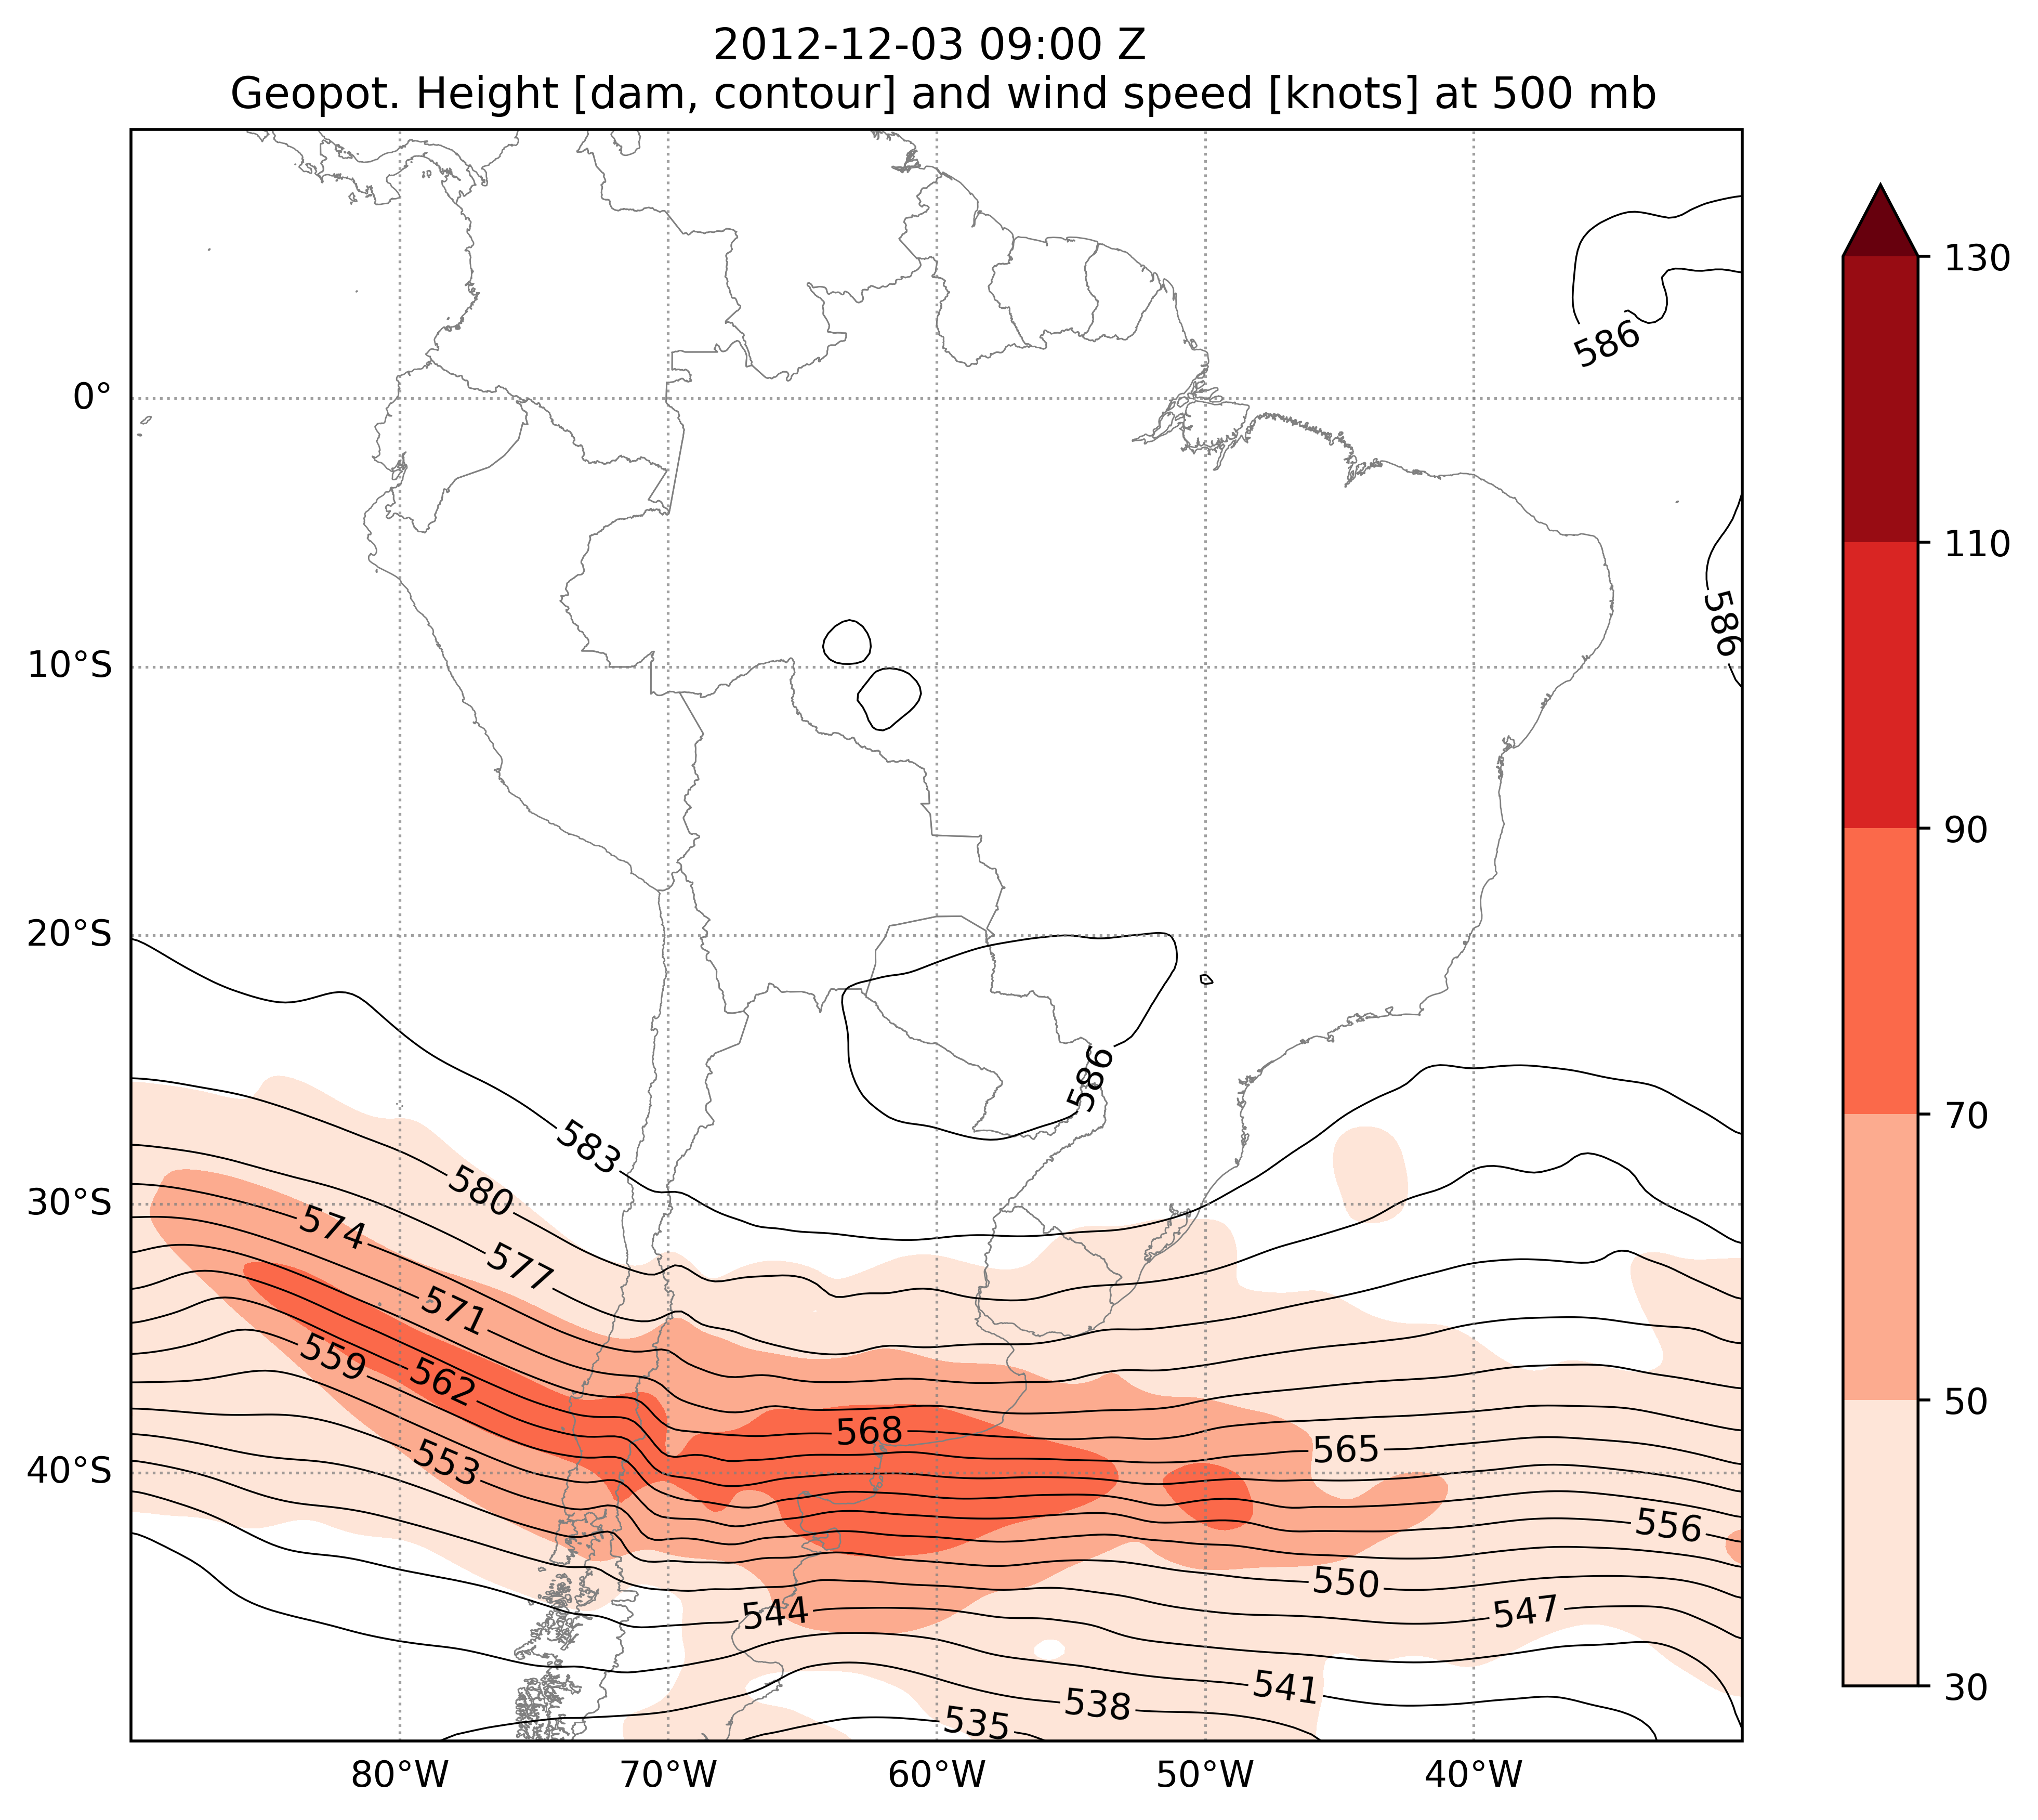 2012-12-03 09:00 Z
Geopot. Height [dam, contour] and wind speed [knots] at 500 mb
586
586
586
583
580
574
577
571
559
562
568
565
553
556
550
544
547
541
538
535
0°
10°S
20°S
30°S
40°S
80°W
70°W
60°W
50°W
40°W
130
110
90
70
50
30